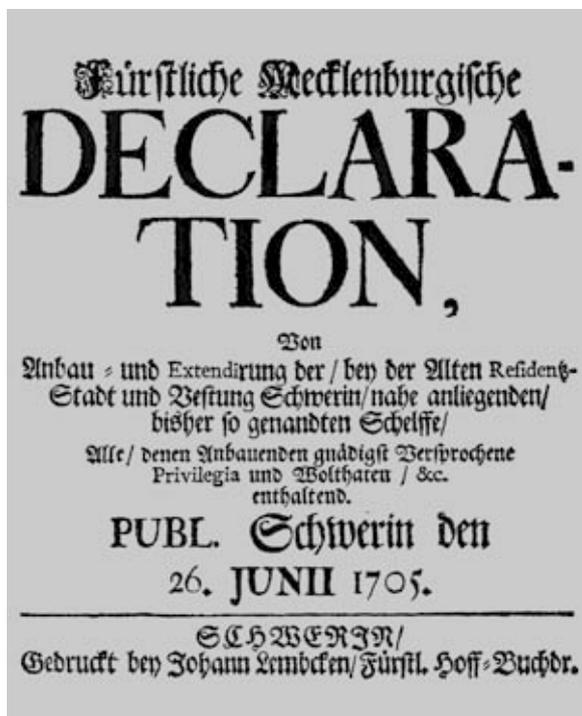 Fürstliche Mecklenburgische
DECLARA-
TION,
Von
Anbau - und Extendirung der / bey der Alten Residentz-
Stadt und Vestung Schwerin / nahe anliegenden /
bisher so genandten Schelffe /
Alle / denen Anbauenden gnädigst Versprochene
Privilegia und Wolthaten / &c.
enthaltend.
PUBL. Schwerin den
26. JUNII 1705.
SCHWERIN /
Gedruckt bey Johann Lembcken / Fürstl. Hoff-Buchdr.